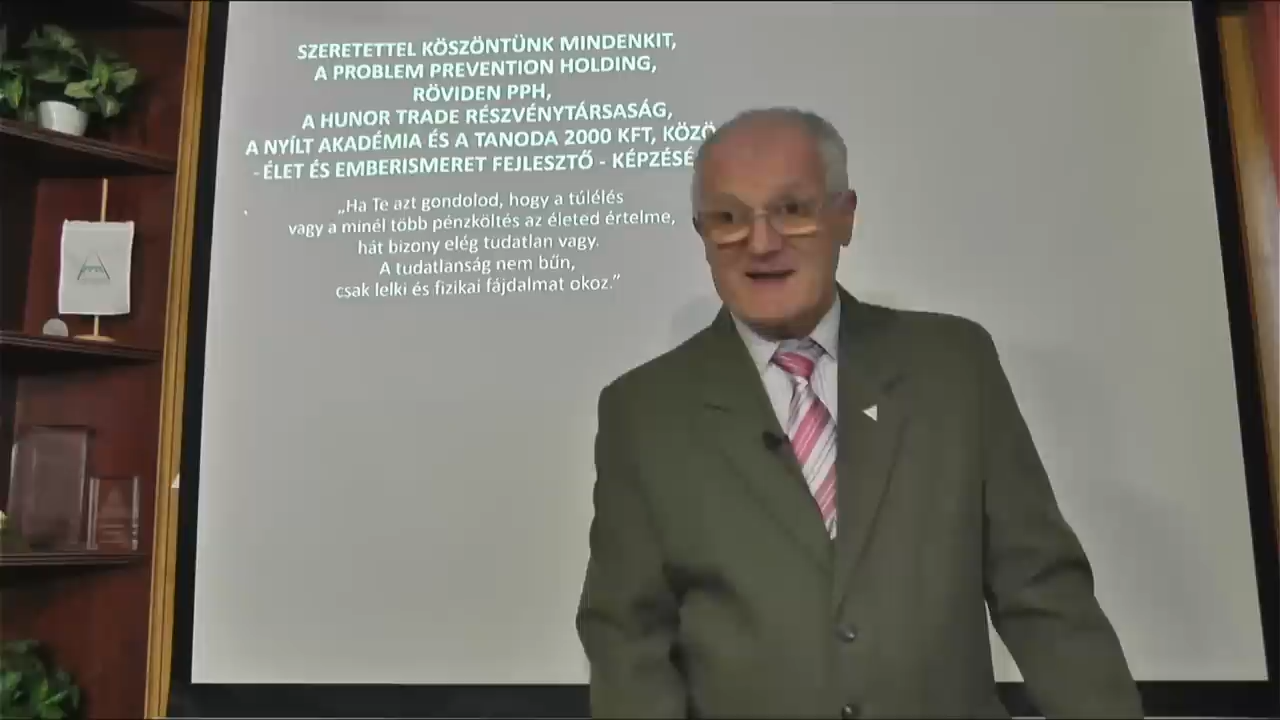 SZERETETTEL KÖSZÖNTÜNK MINDENKIT,
A PROBLEM PREVENTION HOLDING,
RÖVIDEN PPH,
A HUNOR TRADE RÉSZVÉNYTÁRSASÁG,
A NYÍLT AKADÉMIA ÉS A TANODA 2000 KFT, KÖZÖ
- ÉLET ÉS EMBERISMERET FEJLESZTŐ - KÉPZÉSÉ
„Ha Te azt gondolod, hogy a túlélés
vagy a minél több pénzköltés az életed értelme,
hát bizony elég tudatlan vagy.
A tudatlanság nem bűn,
csak lelki és fizikai fájdalmat okoz.”